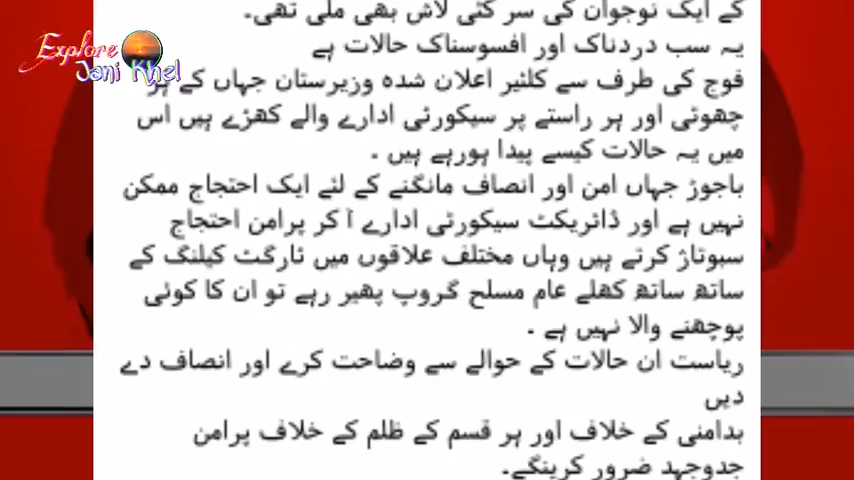 کے ایک نوجوان کی سر کٹی لاش بھی ملی تھی۔
یہ سب دردناک اور افسوسناک حالات ہے
فوج کی طرف سے کلئیر اعلان شدہ وزیرستان جہاں کے ہر
چھوٹی اور ہر راستے پر سیکورٹی ادارے والے کھڑے ہیں اس
میں یہ حالات کیسے پیدا ہورہے ہیں ۔
باجوڑ جہاں امن اور انصاف مانگنے کے لئے ایک احتجاج ممکن
نہیں ہے اور ڈائریکٹ سیکورٹی ادارے آ کر پرامن احتجاج
سبوتاژ کرتے ہیں وہاں مختلف علاقوں میں ٹارگٹ کیلنگ کے
ساتھ ساتھ کھلے عام مسلح گروپ پھیر رہے تو ان کا کوئی
پوچھنے والا نہیں ہے ۔
ریاست ان حالات کے حوالے سے وضاحت کرے اور انصاف دے
دیں
بدامنی کے خلاف اور ہر قسم کے ظلم کے خلاف پرامن
جدوجہد ضرور کرینگے۔
Explore
Jani Khel